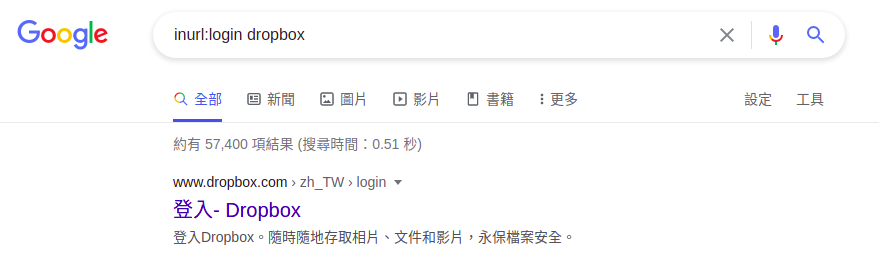 Google
inurl:login dropbox
全部 新聞 圖片 影片 書籍 更多 設定 工具
約有 57,400 項結果 (搜尋時間：0.51 秒)
www.dropbox.com › zh_TW › login
登入- Dropbox
登入Dropbox。隨時隨地存取相片、文件和影片，永保檔案安全。